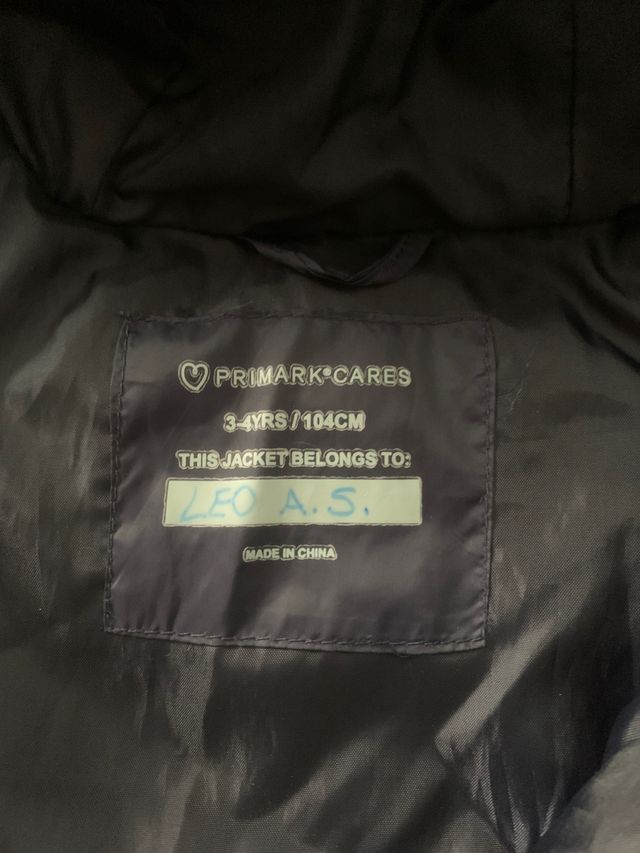 PRIMARK®CARES
3-4YRS / 104CM
THIS JACKET BELONGS TO:
LEO A.S.
MADE IN CHINA